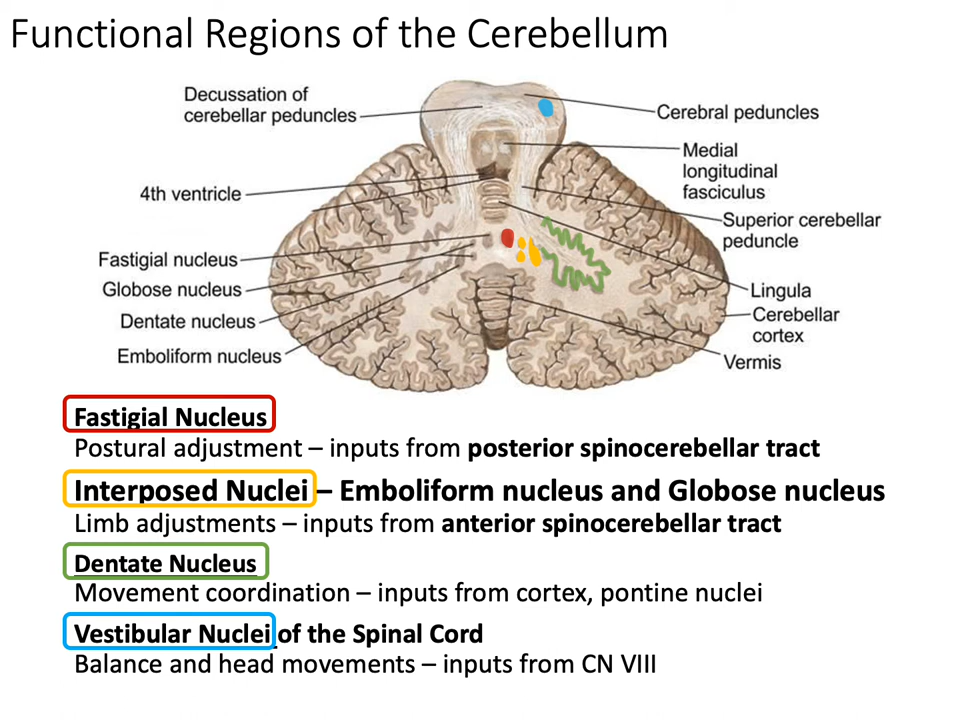 Functional Regions of the Cerebellum
Decussation of
cerebellar peduncles
Cerebral peduncles
Medial
longitudinal
fasciculus
4th ventricle
Superior cerebellar
peduncle
Fastigial nucleus
Globose nucleus
Lingula
Dentate nucleus
Cerebellar
cortex
Emboliform nucleus
Vermis
Fastigial Nucleus
Postural adjustment – inputs from posterior spinocerebellar tract
Interposed Nuclei – Emboliform nucleus and Globose nucleus
Limb adjustments – inputs from anterior spinocerebellar tract
Dentate Nucleus
Movement coordination – inputs from cortex, pontine nuclei
Vestibular Nuclei of the Spinal Cord
Balance and head movements – inputs from CN VIII